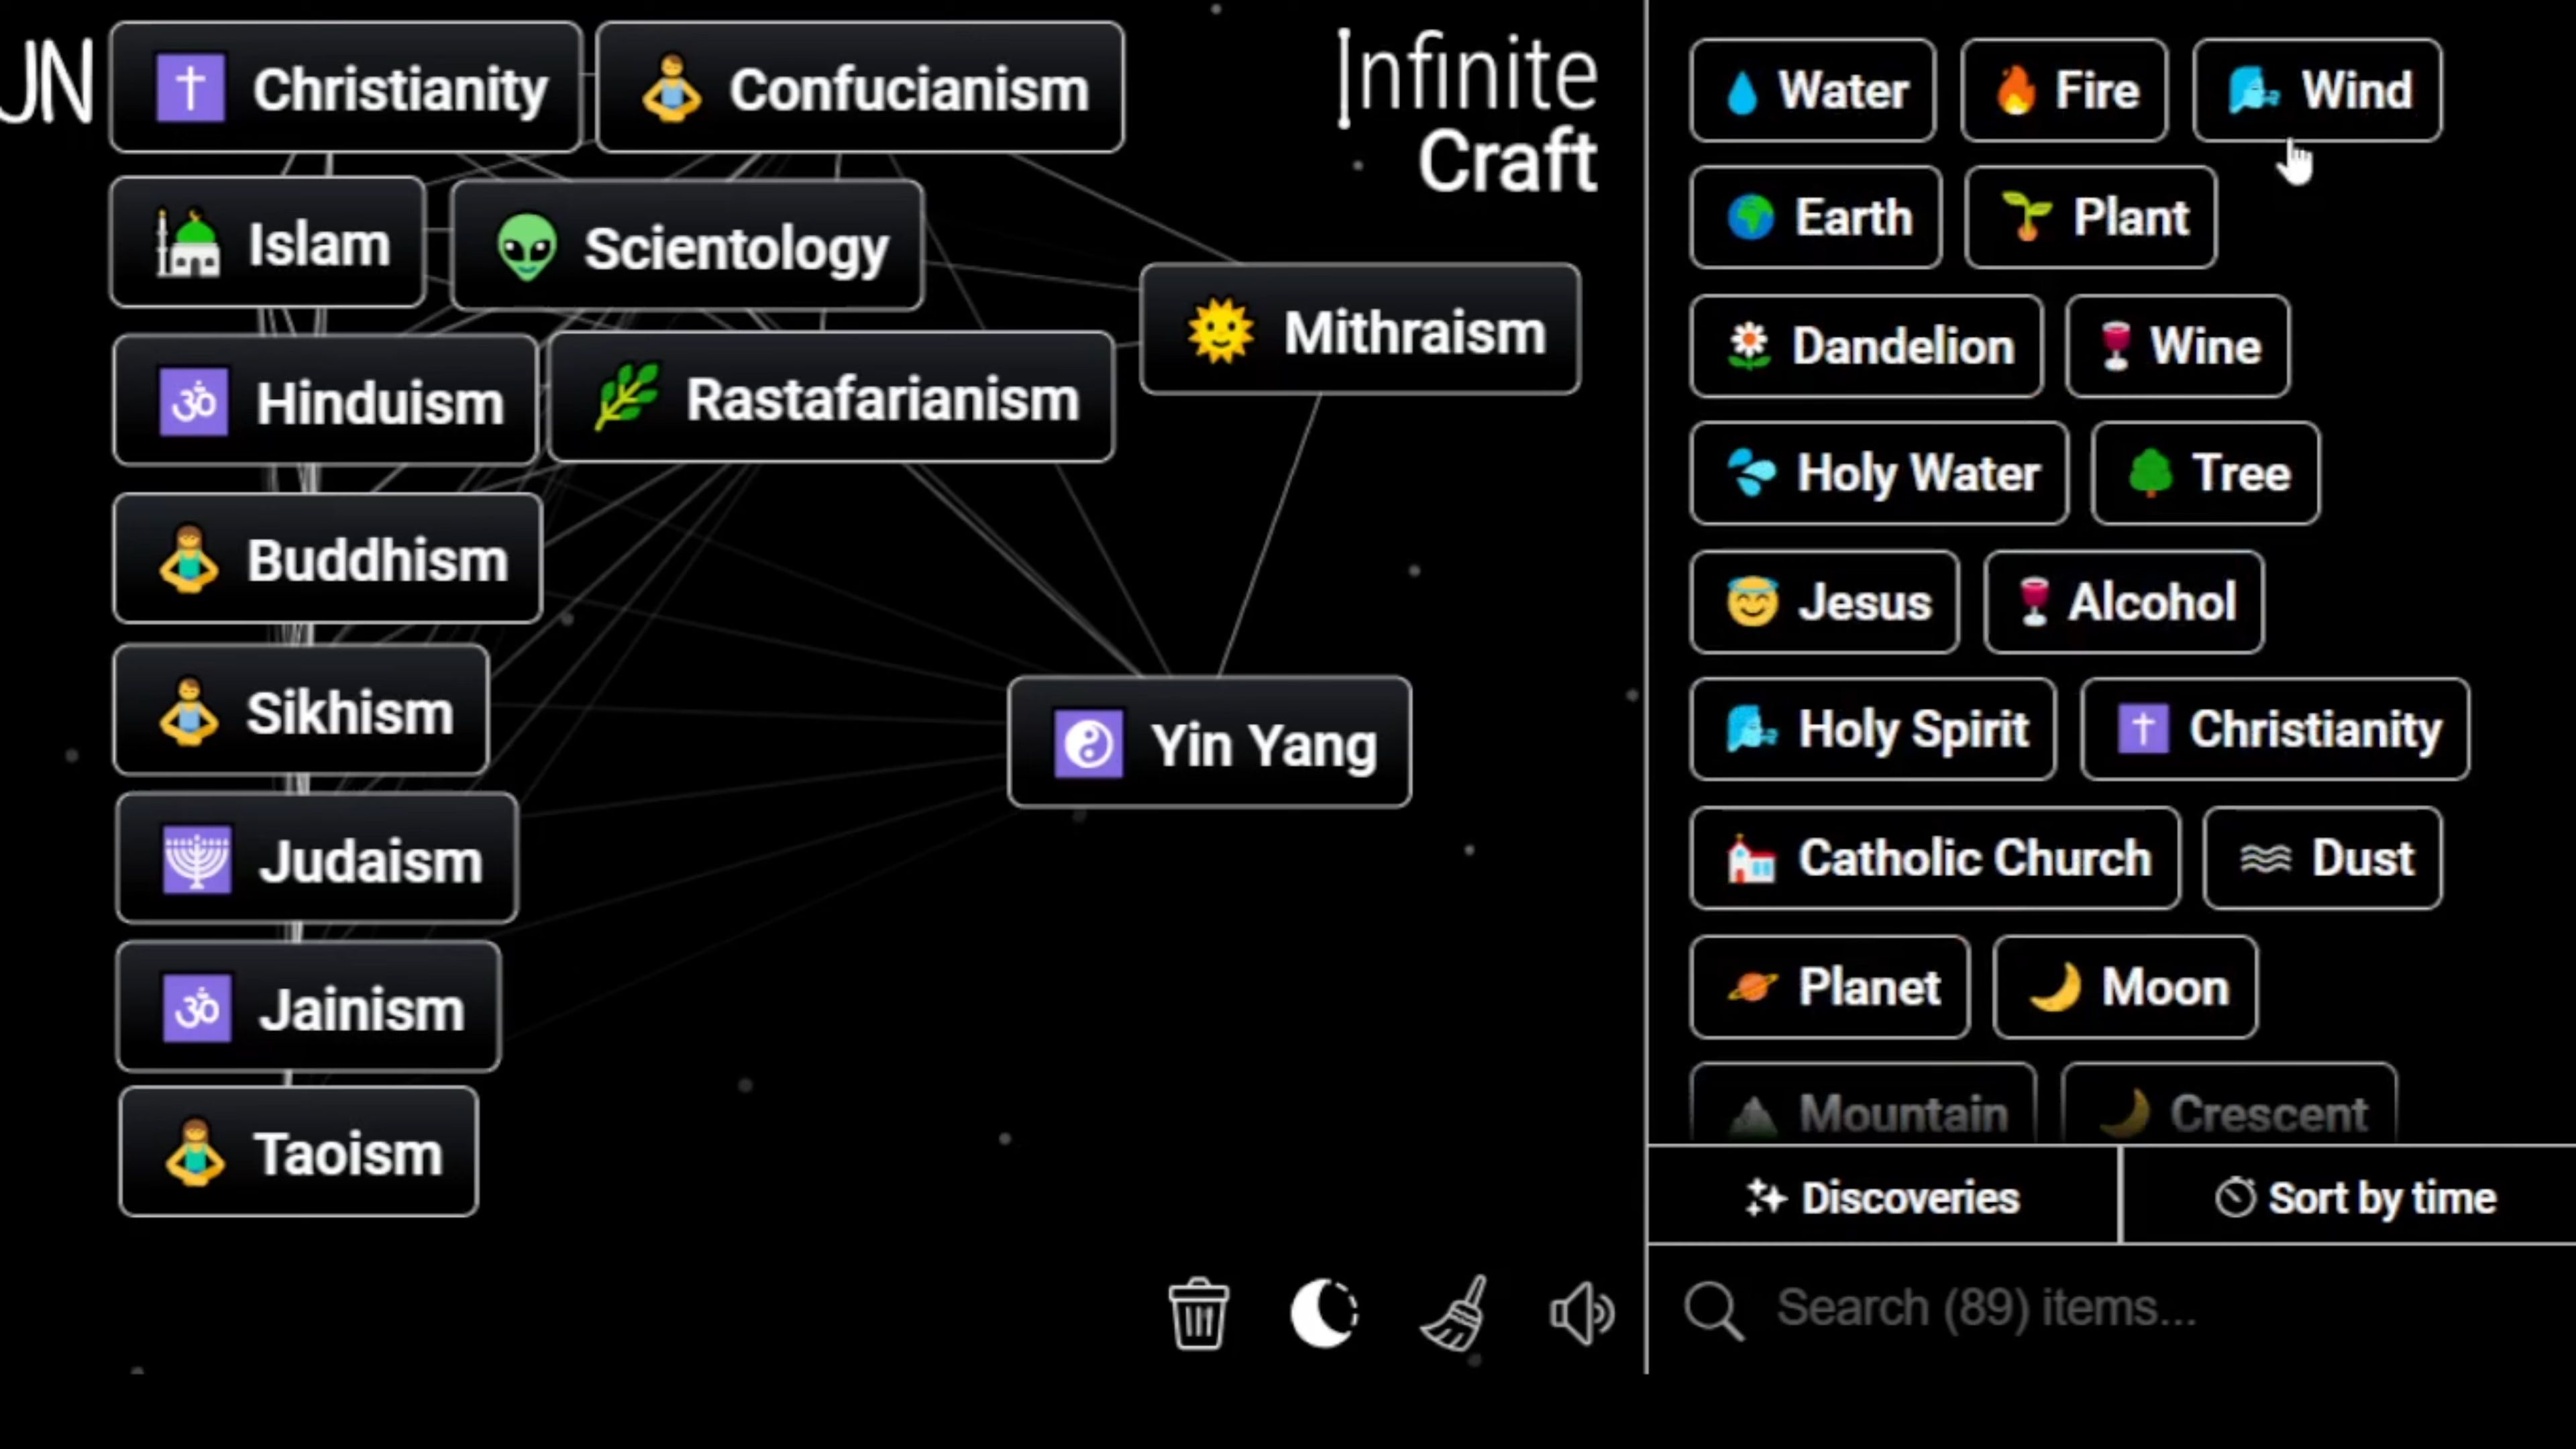 UN
Christianity Confucianism
Infinite
Craft
Islam Scientology
Mithraism
Hinduism Rastafarianism
Buddhism
Sikhism
Yin Yang
Judaism
Jainism
Taoism
Water Fire Wind
Earth Plant
Dandelion Wine
Holy Water Tree
Jesus Alcohol
Holy Spirit Christianity
Catholic Church Dust
Planet Moon
Mountain Crescent
Discoveries Sort by time
Search (89) items...